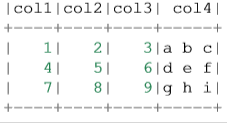 |col1|col2|col3| col4|
+----+----+----+-----+
|   1|   2|   3|a b c|
|   4|   5|   6|d e f|
|   7|   8|   9|g h i|
+----+----+----+-----+